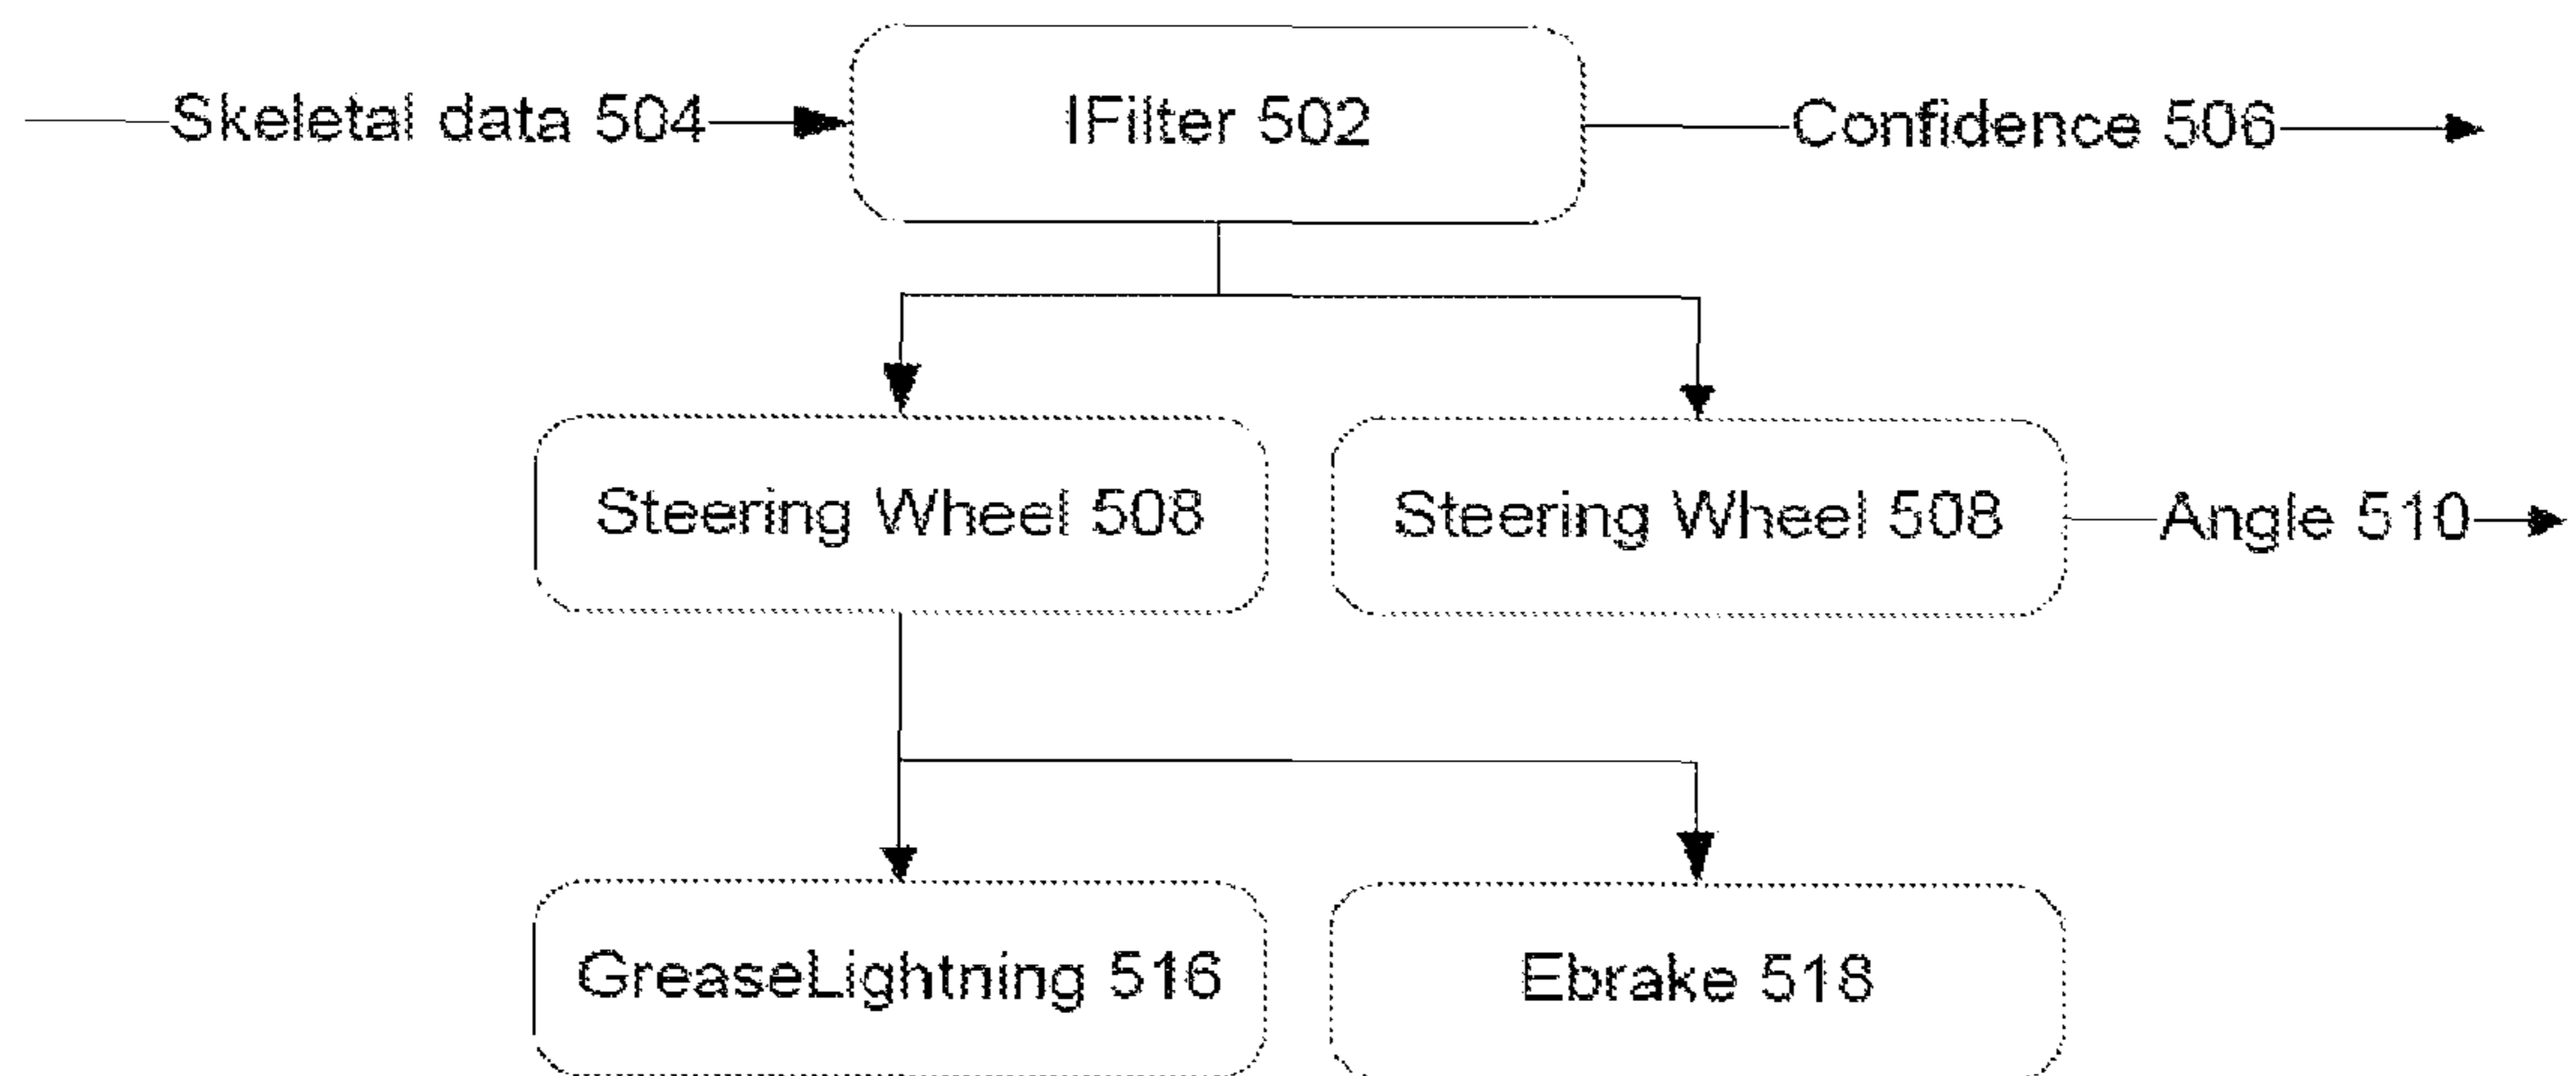 Skeletal data 504
IFilter 502
Confidence 506
Steering Wheel 508
Steering Wheel 508
Angle 510
GreaseLightning 516
Ebrake 518